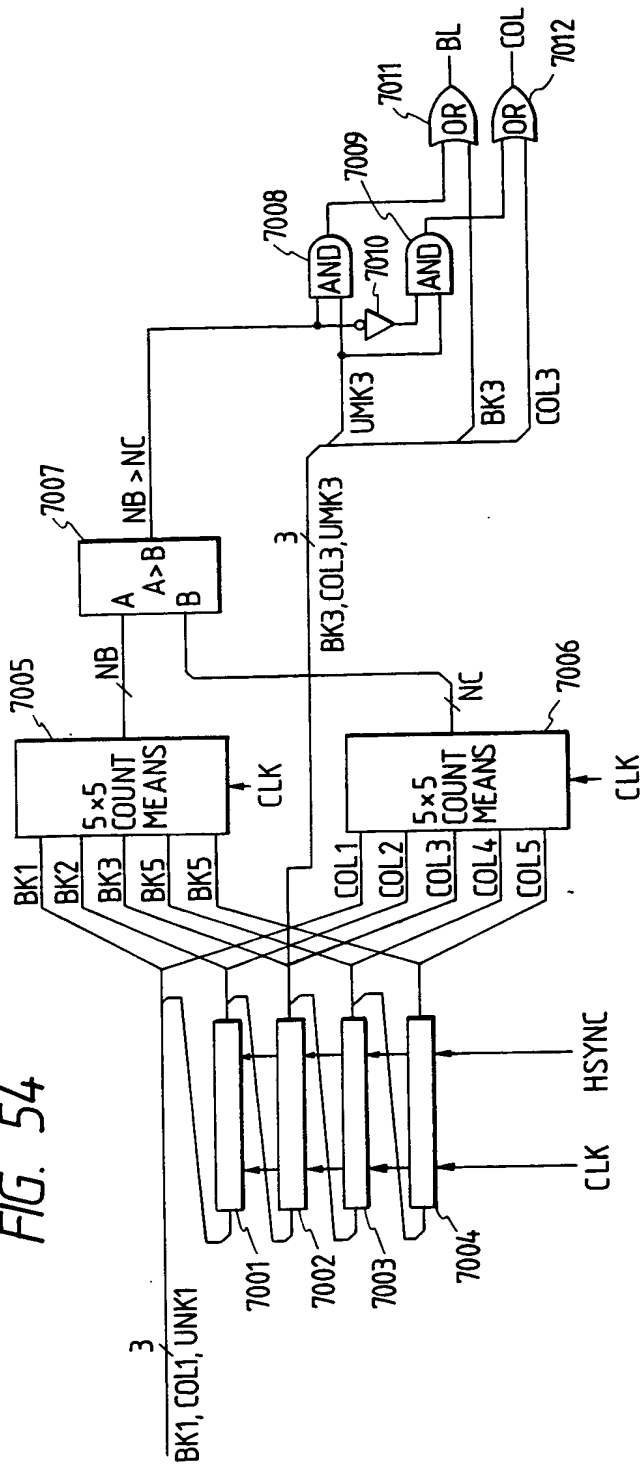 FIG. 54
3
BK1, COL1, UNK1
7001
7002
7003
7004
CLK
HSYNC
BK1
BK2
BK3
BK5
BK5
5×5
COUNT
MEANS
7005
CLK
COL1
COL2
COL3
COL4
COL5
5×5
COUNT
MEANS
7006
CLK
NB
NC
A
A>B
B
7007
NB >NC
3
BK3, COL3, UMK3
UMK3
BK3
COL3
7008
AND
7010
7009
AND
7011
OR
BL
OR
COL
7012